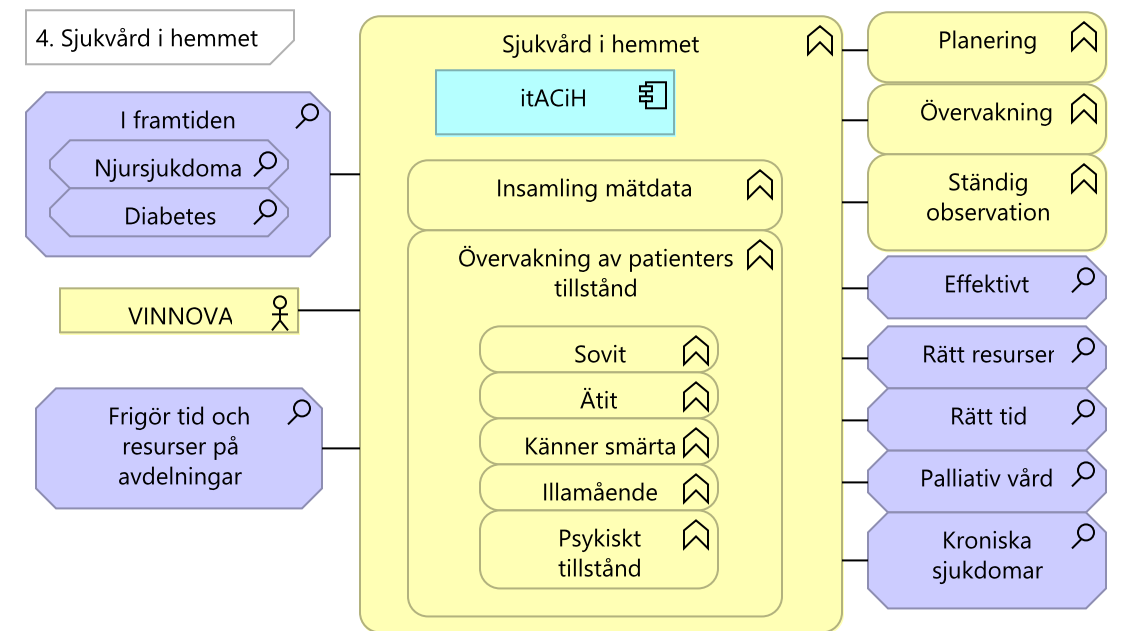 4. Sjukvård i hemmet
I framtiden
Njursjukdoma
Diabetes
VINNOVA
Frigör tid och
resurser på
avdelningar
Sjukvård i hemmet
itACiH
Insamling mätdata
Övervakning av patienters
tillstånd
Sovit
Ätit
Känner smärta
Illamående
Psykiskt
tillstånd
Planering
Övervakning
Ständig
observation
Effektivt
Rätt resurser
Rätt tid
Palliativ vård
Kroniska
sjukdomar